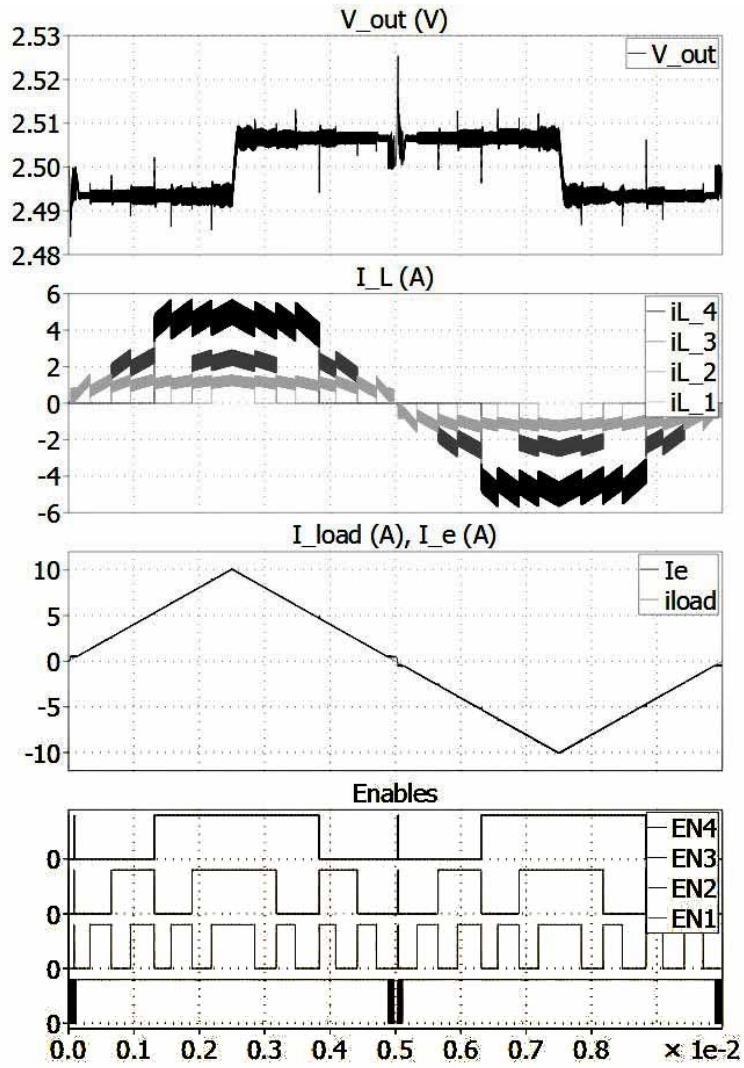 V_out (V)
2.53
2.52
2.51
2.50
2.49
2.48
V_out
I_L (A)
6
4
2
0
-2
-4
-6
iL_4
iL_3
iL_2
iL_1
I_load (A), I_e (A)
10
5
0
-5
-10
Ie
iload
Enables
0
0
0
0
EN4
EN3
EN2
EN1
0.0 0.1 0.2 0.3 0.4 0.5 0.6 0.7 0.8 × 1e-2